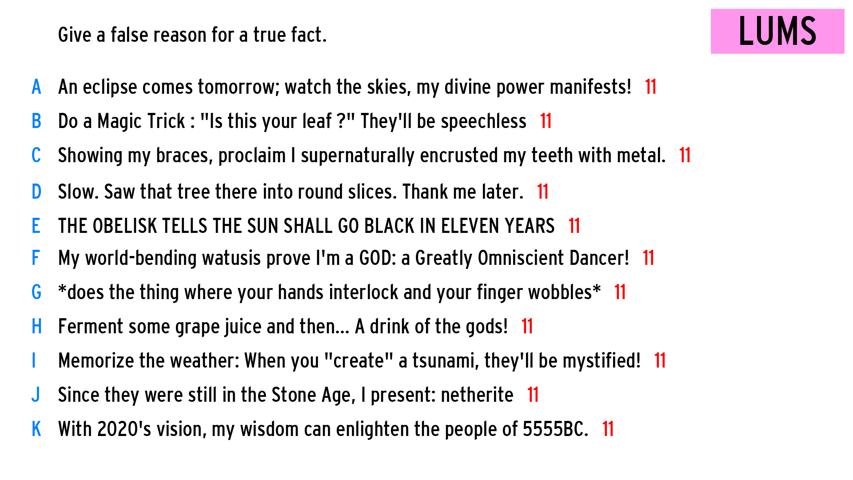 Give a false reason for a true fact.
LUMS
A An eclipse comes tomorrow; watch the skies, my divine power manifests! 11
B Do a Magic Trick : "Is this your leaf ?" They'll be speechless 11
C Showing my braces, proclaim I supernaturally encrusted my teeth with metal. 11
D Slow. Saw that tree there into round slices. Thank me later. 11
E THE OBELISK TELLS THE SUN SHALL GO BLACK IN ELEVEN YEARS 11
F My world-bending watusis prove I'm a GOD: a Greatly Omniscient Dancer! 11
G *does the thing where your hands interlock and your finger wobbles* 11
H Ferment some grape juice and then... A drink of the gods! 11
I Memorize the weather: When you "create" a tsunami, they'll be mystified! 11
J Since they were still in the Stone Age, I present: netherite 11
K With 2020's vision, my wisdom can enlighten the people of 5555BC. 11